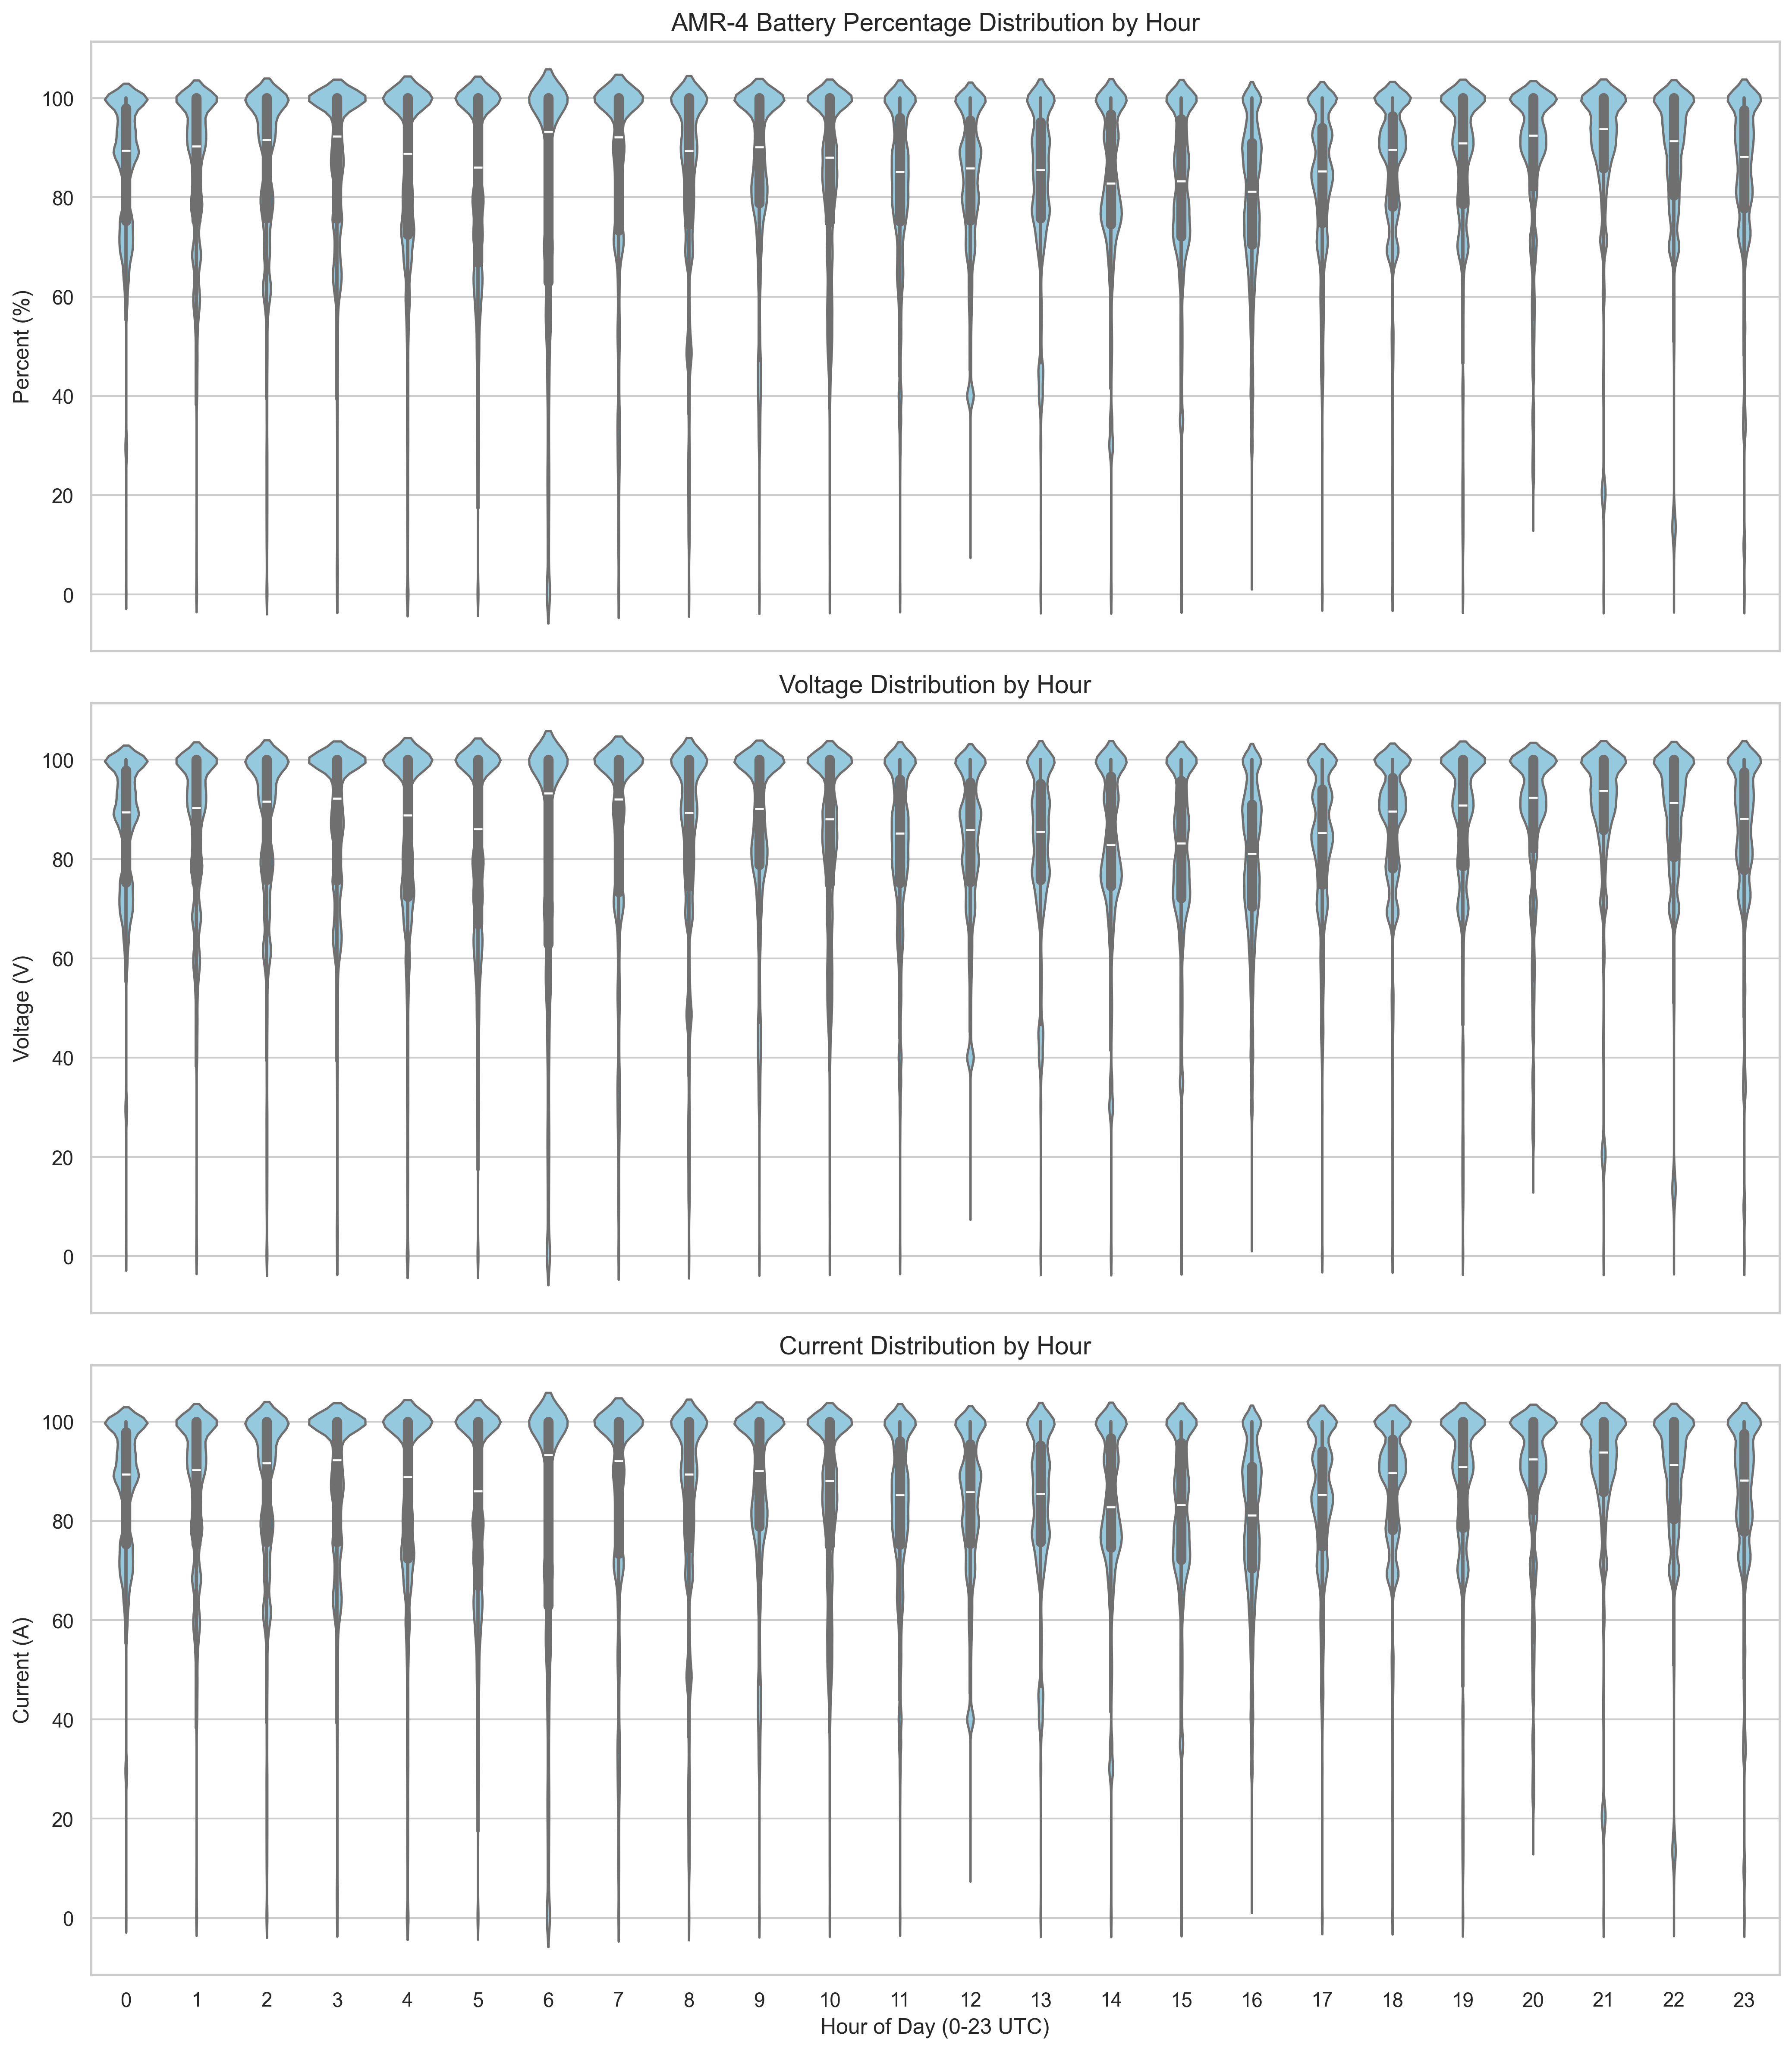 AMR-4 Battery Percentage Distribution by Hour
100
80
60
40
20
0
Percent (%)
Voltage Distribution by Hour
100
80
60
40
20
0
Voltage (V)
Current Distribution by Hour
100
80
60
40
20
0
Current (A)
0 1 2 3 4 5 6 7 8 9 10 11 12 13 14 15 16 17 18 19 20 21 22 23
Hour of Day (0-23 UTC)